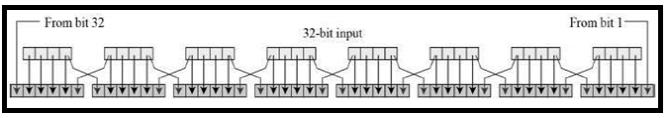 From bit 32
From bit 1
32-bit input